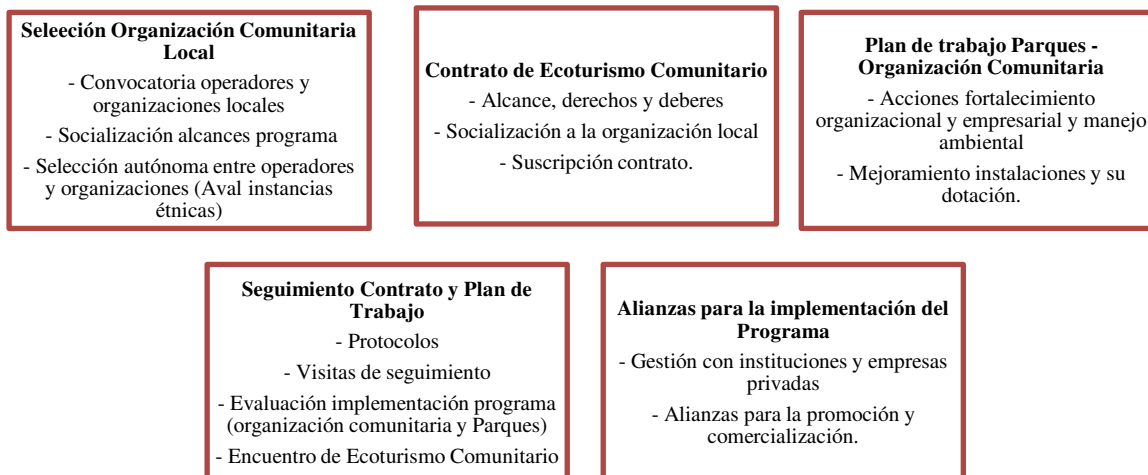 Selección Organización Comunitaria
Local
- Convocatoria operadores y
organizaciones locales
- Socialización alcances programa
- Selección autónoma entre operadores
y organizaciones (Aval instancias
étnicas)
Contrato de Ecoturismo Comunitario
- Alcance, derechos y deberes
- Socialización a la organización local
- Suscripción contrato.
Plan de trabajo Parques -
Organización Comunitaria
- Acciones fortalecimiento
organizacional y empresarial y manejo
ambiental
- Mejoramiento instalaciones y su
dotación.
Seguimiento Contrato y Plan de
Trabajo
- Protocolos
- Visitas de seguimiento
- Evaluación implementación programa
(organización comunitaria y Parques)
- Encuentro de Ecoturismo Comunitario
Alianzas para la implementación del
Programa
- Gestión con instituciones y empresas
privadas
- Alianzas para la promoción y
comercialización.